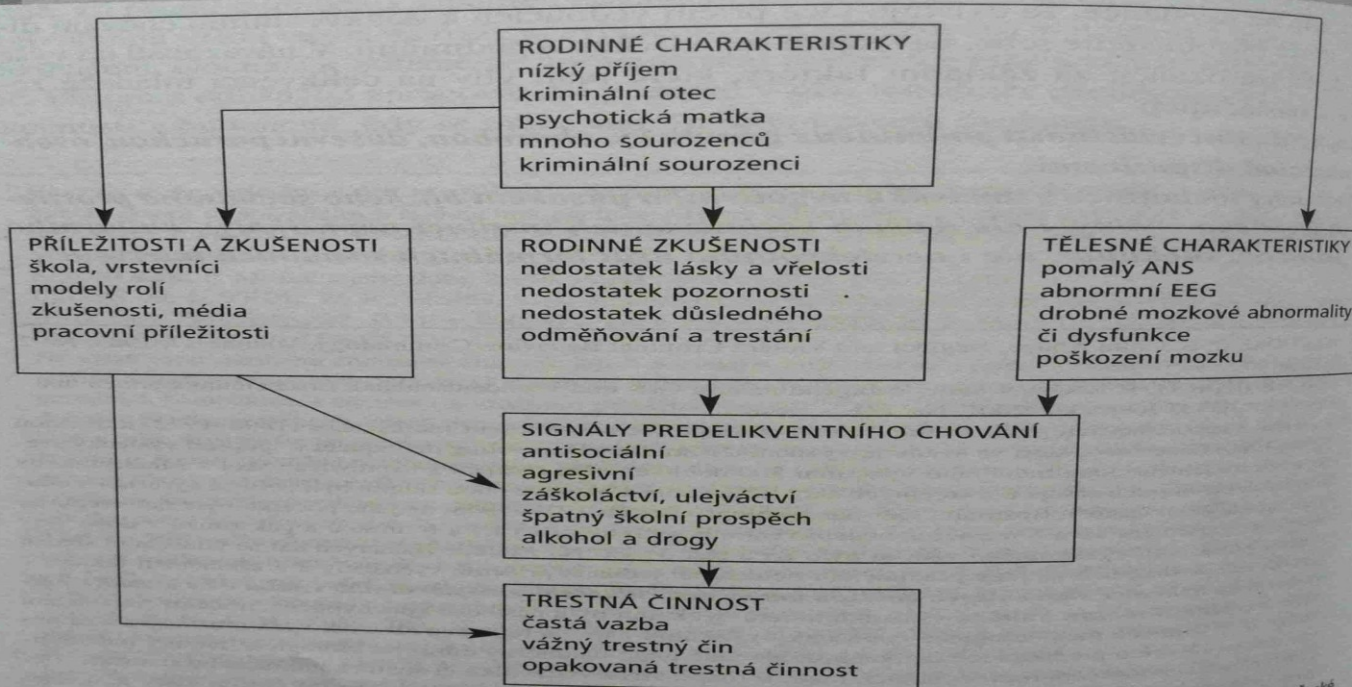 RODINNÉ CHARAKTERISTIKY
nízký příjem
kriminální otec
psychotická matka
mnoho sourozenců
kriminální sourozenci
PŘÍLEŽITOSTI A ZKUŠENOSTI
škola, vrstevníci
modely rolí
zkušenosti, média
pracovní příležitosti
RODINNÉ ZKUŠENOSTI
nedostatek lásky a vřelosti
nedostatek pozornosti
nedostatek důsledného
odměňování a trestání
TĚLESNÉ CHARAKTERISTIKY
pomalý ANS
abnormní EEG
drobné mozkové abnormality
či dysfunkce
poškození mozku
SIGNÁLY PREDELIKVENTNÍHO CHOVÁNÍ
antisociální
agresivní
záškoláctví, ulejváctví
špatný školní prospěch
alkohol a drogy
TRESTNÁ ČINNOST
častá vazba
vážný trestný čin
opakovaná trestná činnost